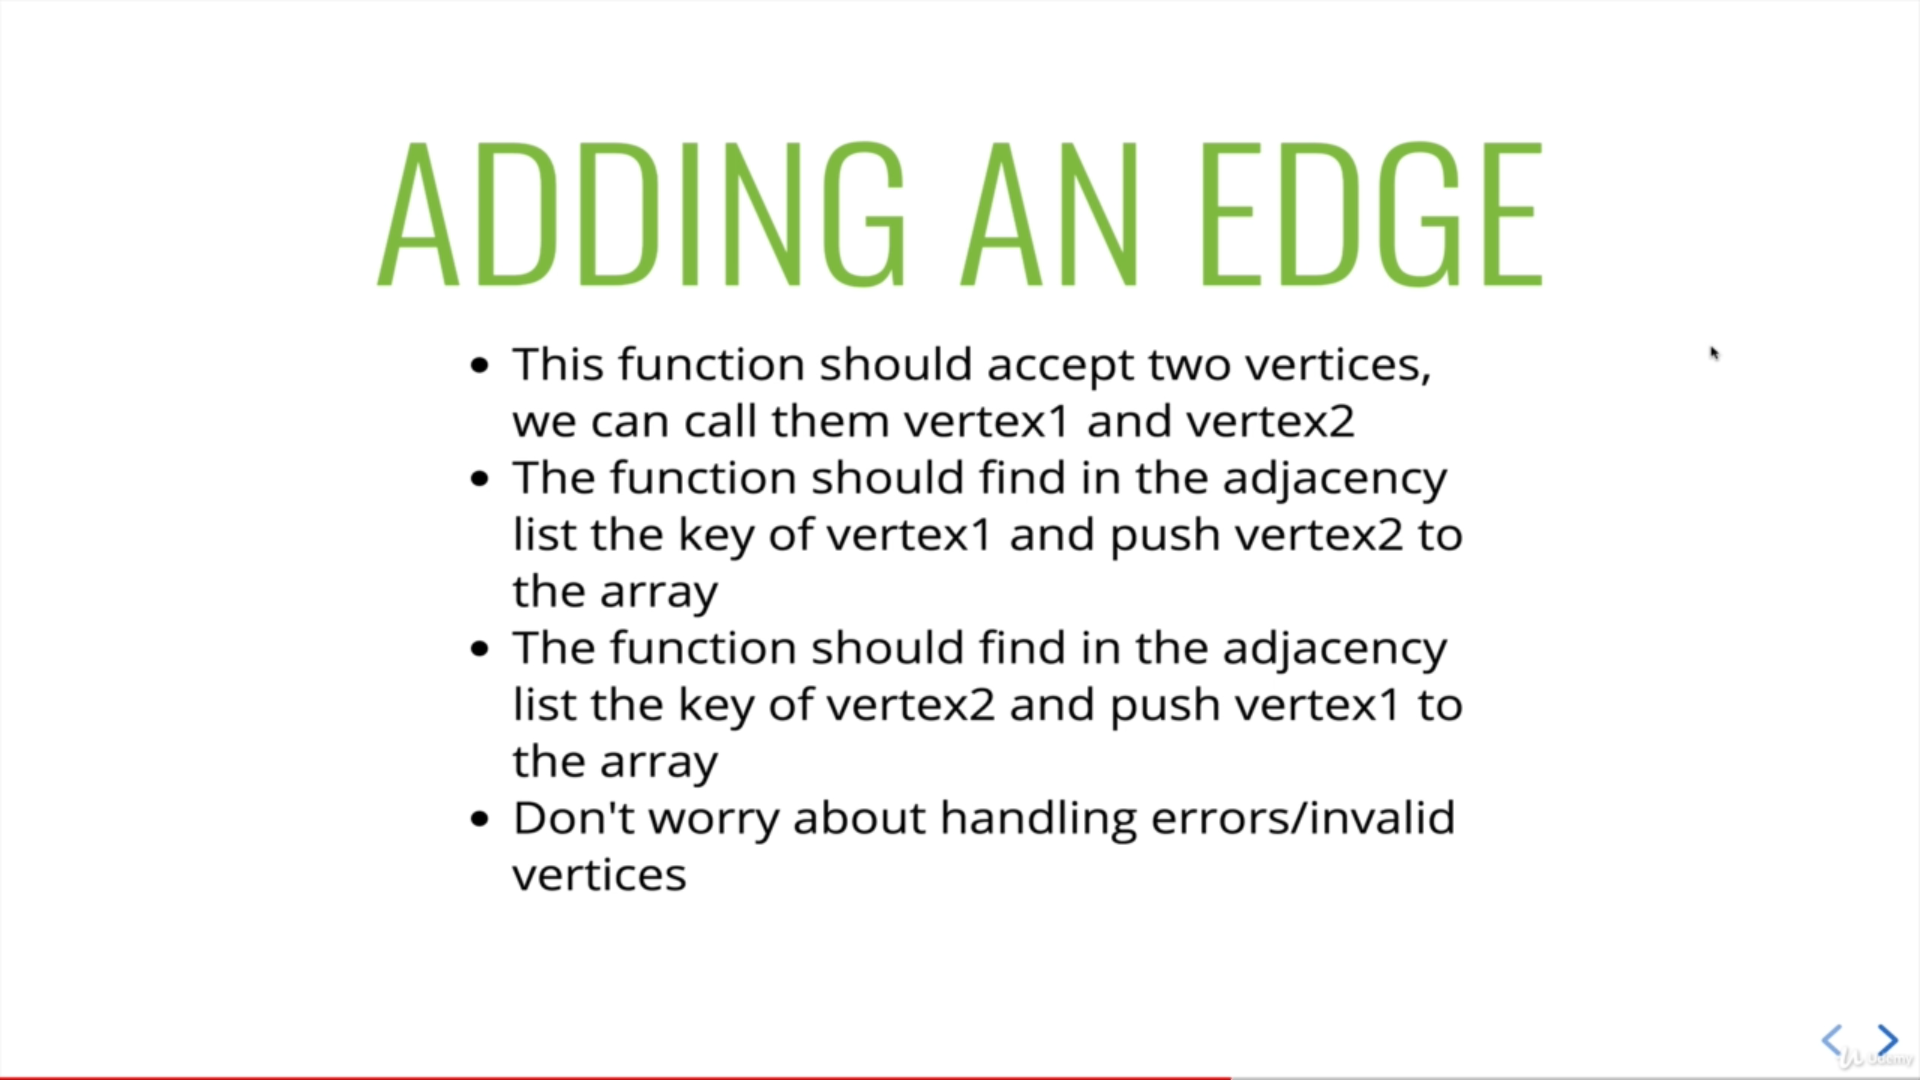 ADDING AN EDGE
• This function should accept two vertices,
we can call them vertex1 and vertex2
• The function should find in the adjacency
list the key of vertex1 and push vertex2 to
the array
• The function should find in the adjacency
list the key of vertex2 and push vertex1 to
the array
• Don't worry about handling errors/invalid
vertices
Udemy